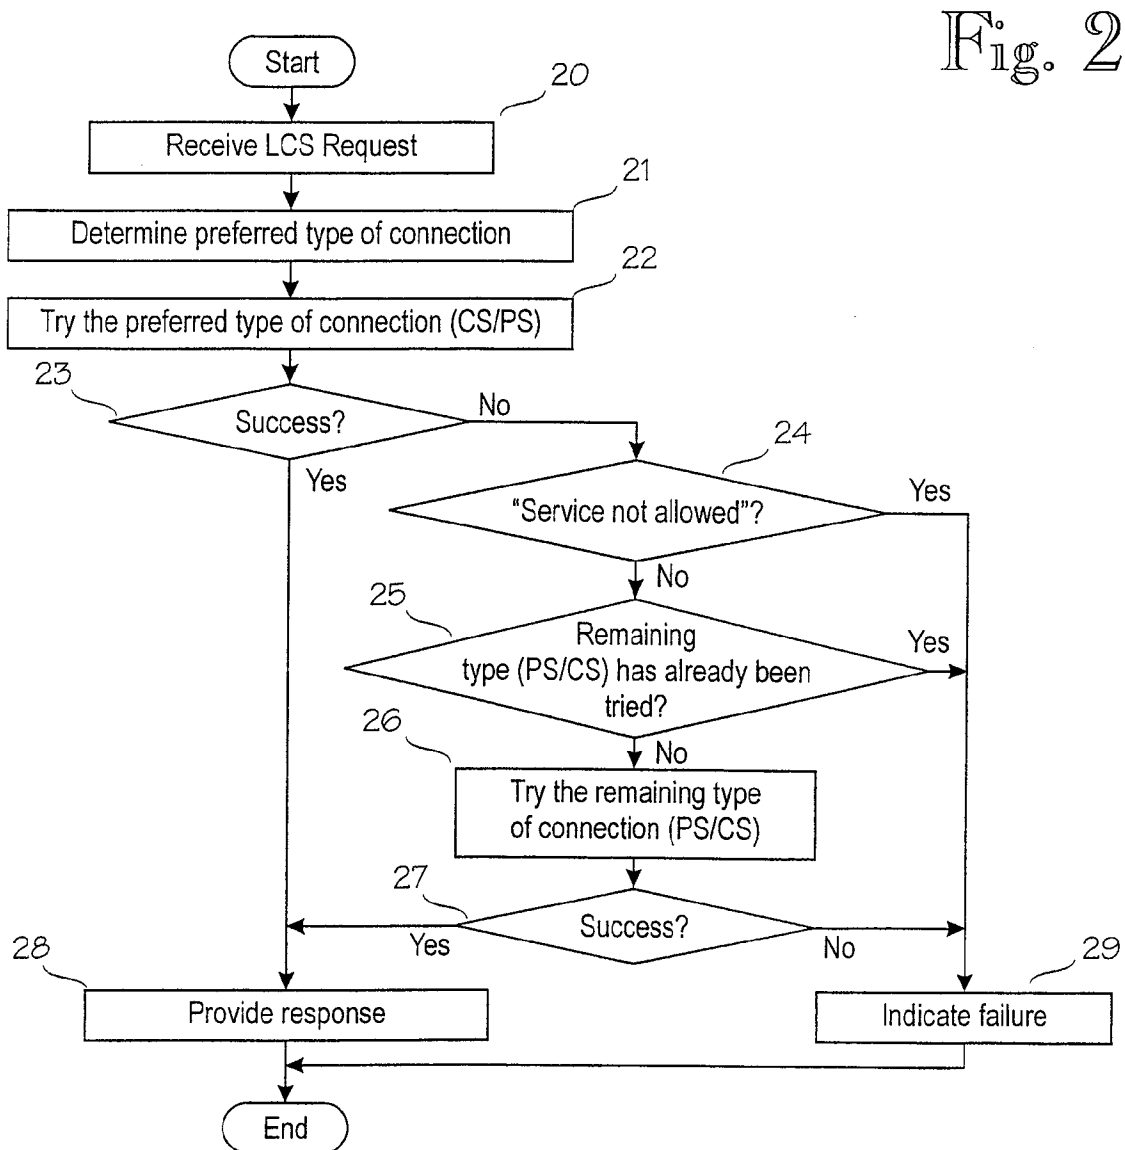 Fig. 2
Start
20
Receive LCS Request
21
Determine preferred type of connection
22
Try the preferred type of connection (CS/PS)
23
Success?
No
Yes
24
“Service not allowed”?
Yes
No
25
Remaining
type (PS/CS) has already been
tried?
Yes
No
26
Try the remaining type
of connection (PS/CS)
27
Success?
Yes
No
28
Provide response
29
Indicate failure
End